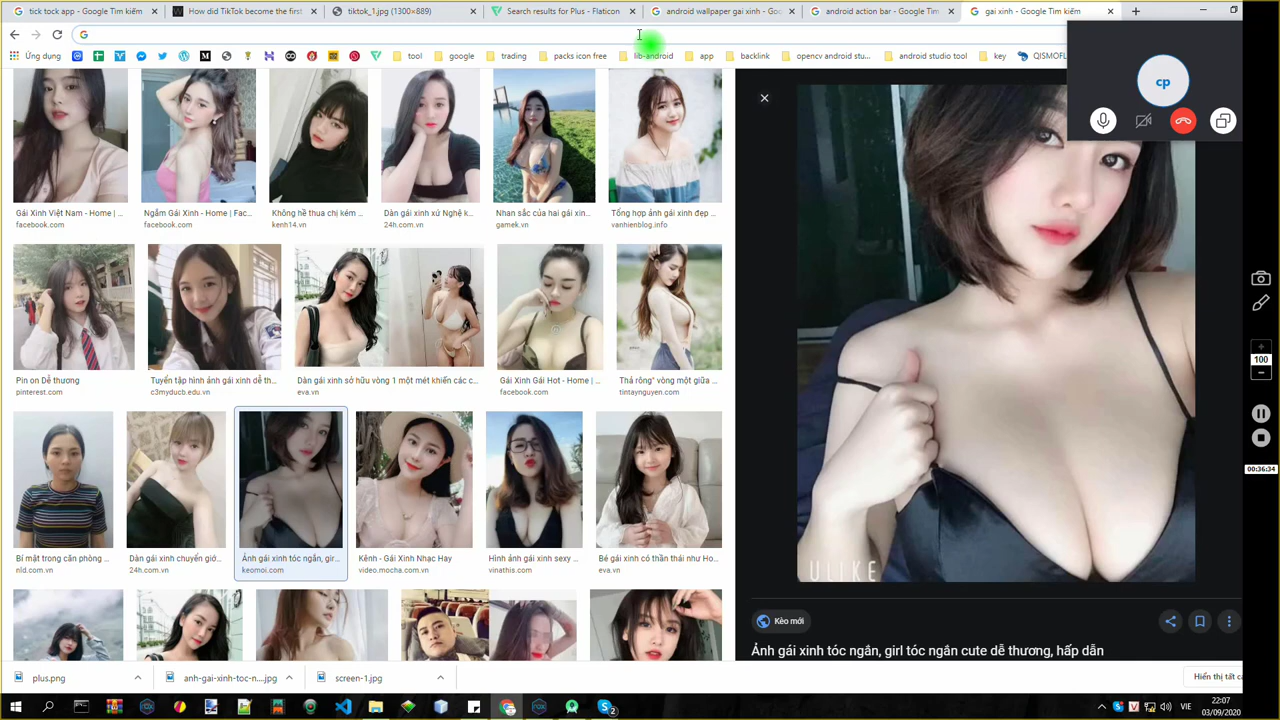 tick tock app - Google Tìm kiếm
How did TikTok become the first
tiktok_1.jpg (1300×889)
Search results for Plus - Flaticon
android wallpaper gai xinh - Goo
android action bar - Google Tìm
gai xinh - Google Tìm kiếm
Ứng dụng
tool
google
trading
packs icon free
lib-android
app
backlink
opencv android stu...
android studio tool
key
QISMOFL
cp
Gái Xinh Việt Nam - Home | ...
facebook.com
Ngắm Gái Xinh - Home | Fac...
facebook.com
Không hề thua chị kém ...
kenh14.vn
Dàn gái xinh xứ Nghệ k...
24h.com.vn
Nhan sắc của hai gái xin...
gamek.vn
Tổng hợp ảnh gái xinh đẹp ...
vanhienblog.info
Pin on Dễ thương
pinterest.com
Tuyển tập hình ảnh gái xinh dễ th...
c3myducb.edu.vn
Dàn gái xinh sở hữu vòng 1 một mét khiến các c...
eva.vn
Gái Xinh Gái Hot - Home | ...
facebook.com
Thả rông" vòng một giữa ...
tintaynguyen.com
Bí mật trong căn phòng ...
nld.com.vn
Dàn gái xinh chuyển giớ...
24h.com.vn
Ảnh gái xinh tóc ngắn, gir...
keomoi.com
Kênh - Gái Xinh Nhạc Hay
video.mocha.com.vn
Hình ảnh gái xinh sexy ...
vinathis.com
Bé gái xinh có thần thái như Ho...
eva.vn
ULIKE
Kèo mới
Ảnh gái xinh tóc ngắn, girl tóc ngắn cute dễ thương, hấp dẫn
100
00:36:34
plus.png
anh-gai-xinh-toc-n....jpg
screen-1.jpg
Hiển thị tất cả
VIE
22:07
03/09/2020